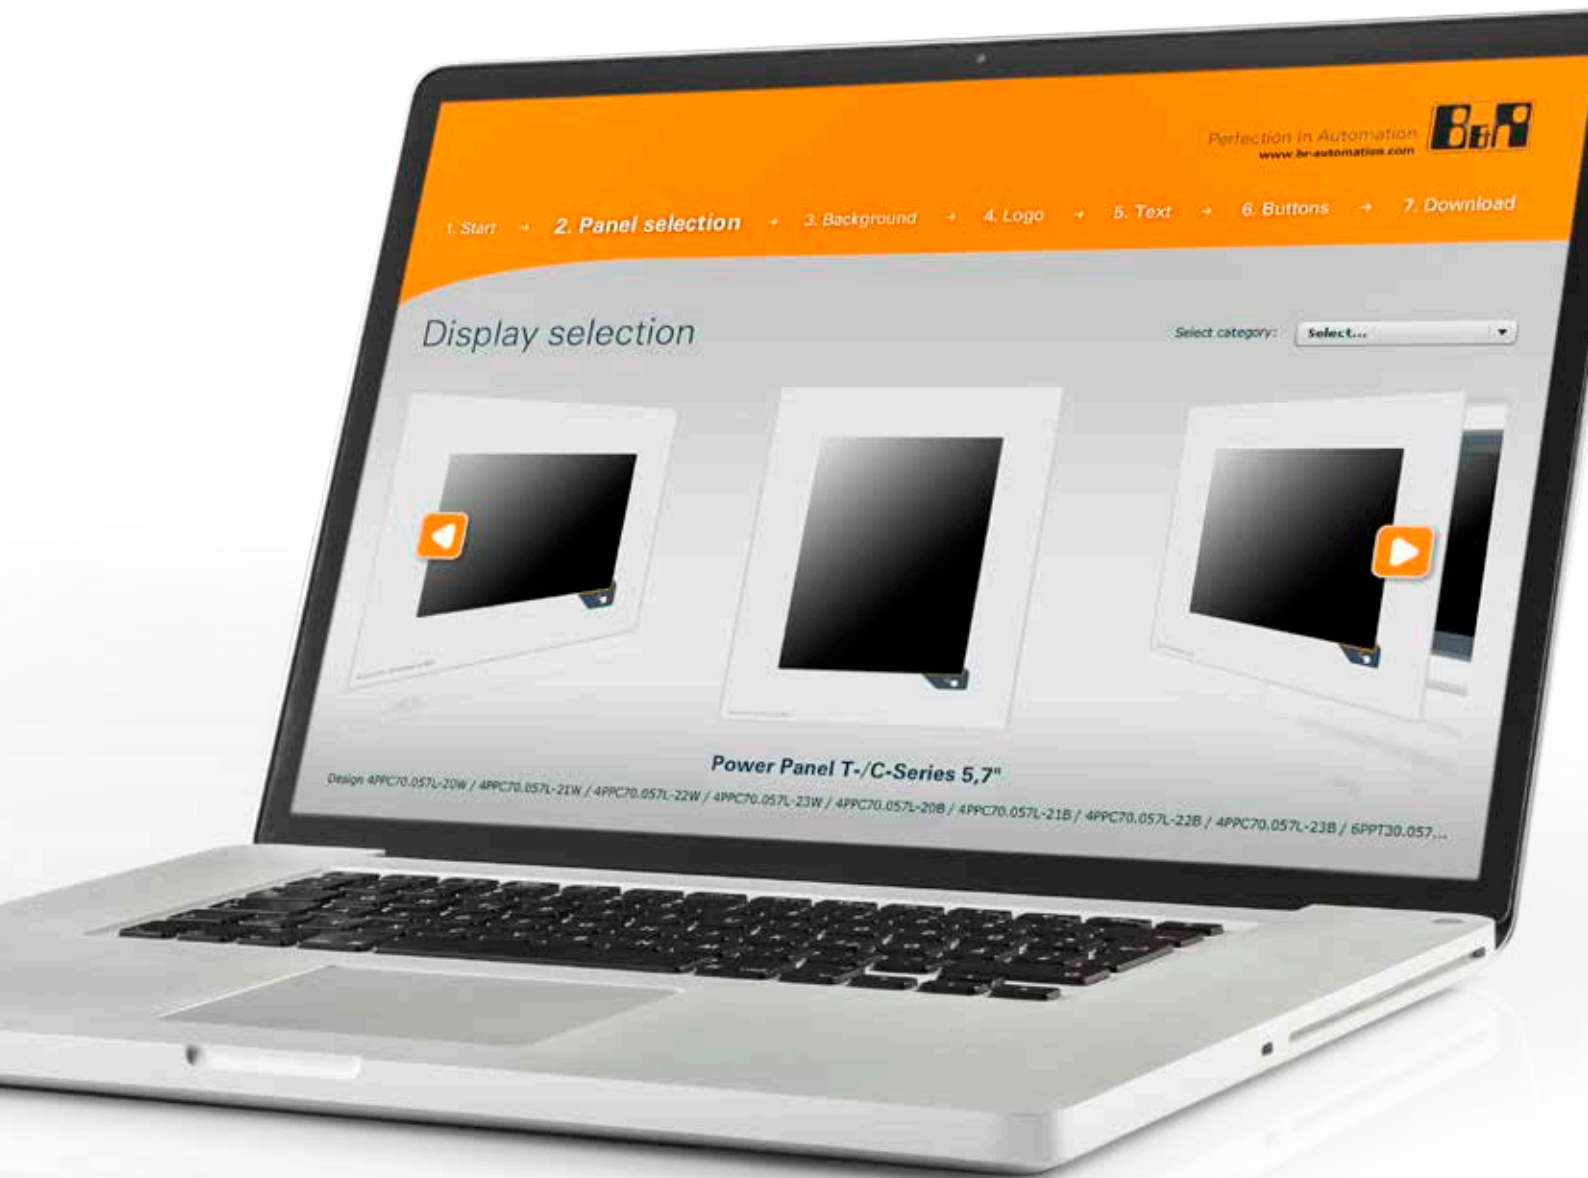 Perfection in Automation
www.br-automation.com
B&R
1. Start → 2. Panel selection → 3. Background → 4. Logo → 5. Text → 6. Buttons → 7. Download
Display selection
Select category: Select...
Power Panel T-/C-Series 5,7"
Design 4PPC70.057L-20W / 4PPC70.057L-21W / 4PPC70.057L-22W / 4PPC70.057L-23W / 4PPC70.057L-20B / 4PPC70.057L-21B / 4PPC70.057L-22B / 4PPC70.057L-23B / 6PPT30.057...